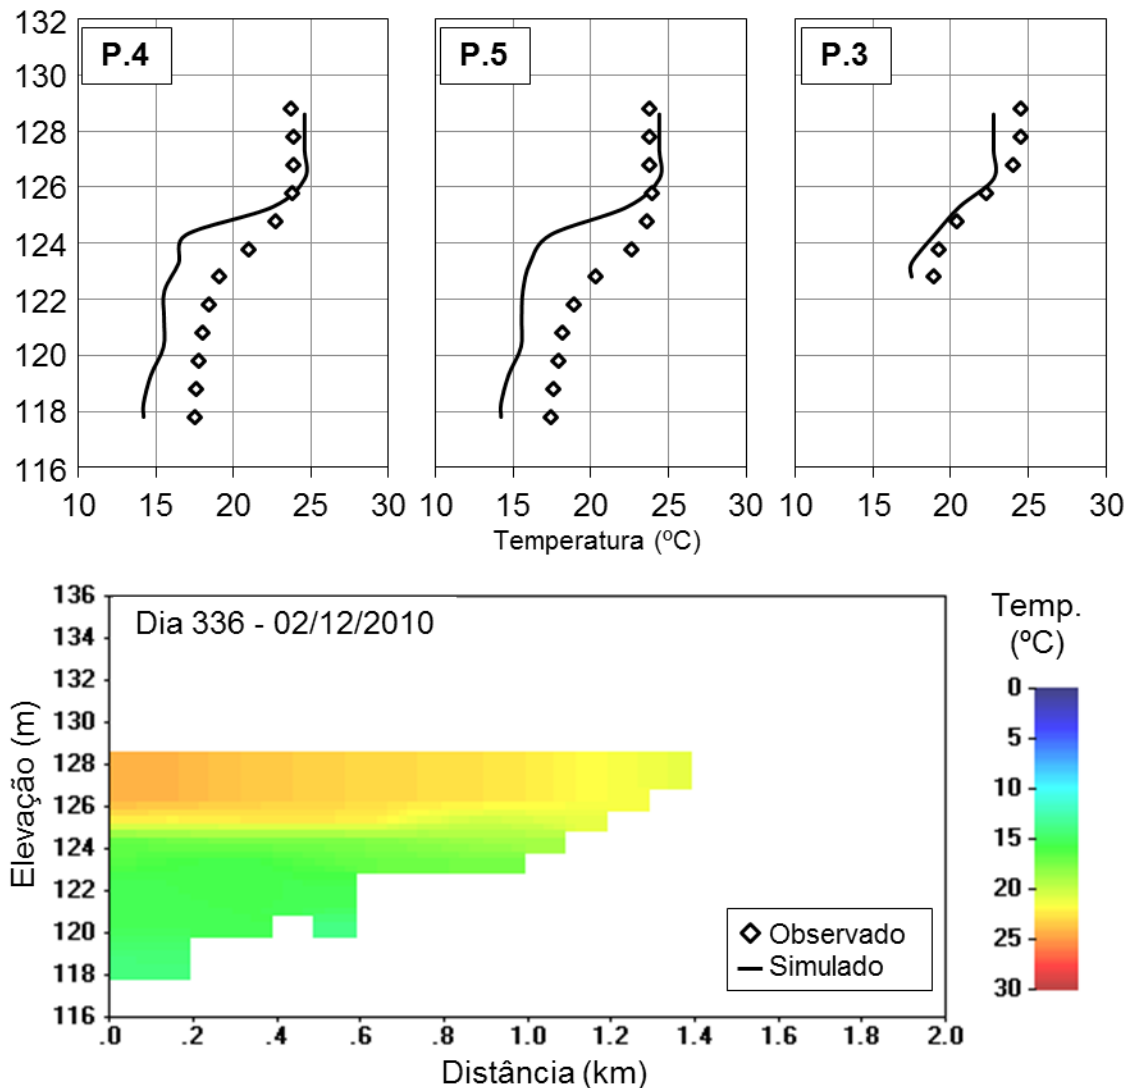 132
130
128
126
124
122
120
118
116
P.4
P.5
P.3
10 15 20 25 30
10 15 20 25 30
10 15 20 25 30
Temperatura (ºC)
Elevação (m)
136
134
132
130
128
126
124
122
120
118
116
Dia 336 - 02/12/2010
Observado
Simulado
.0 .2 .4 .6 .8 1.0 1.2 1.4 1.6 1.8 2.0
Distância (km)
Temp.
(ºC)
0
5
10
15
20
25
30